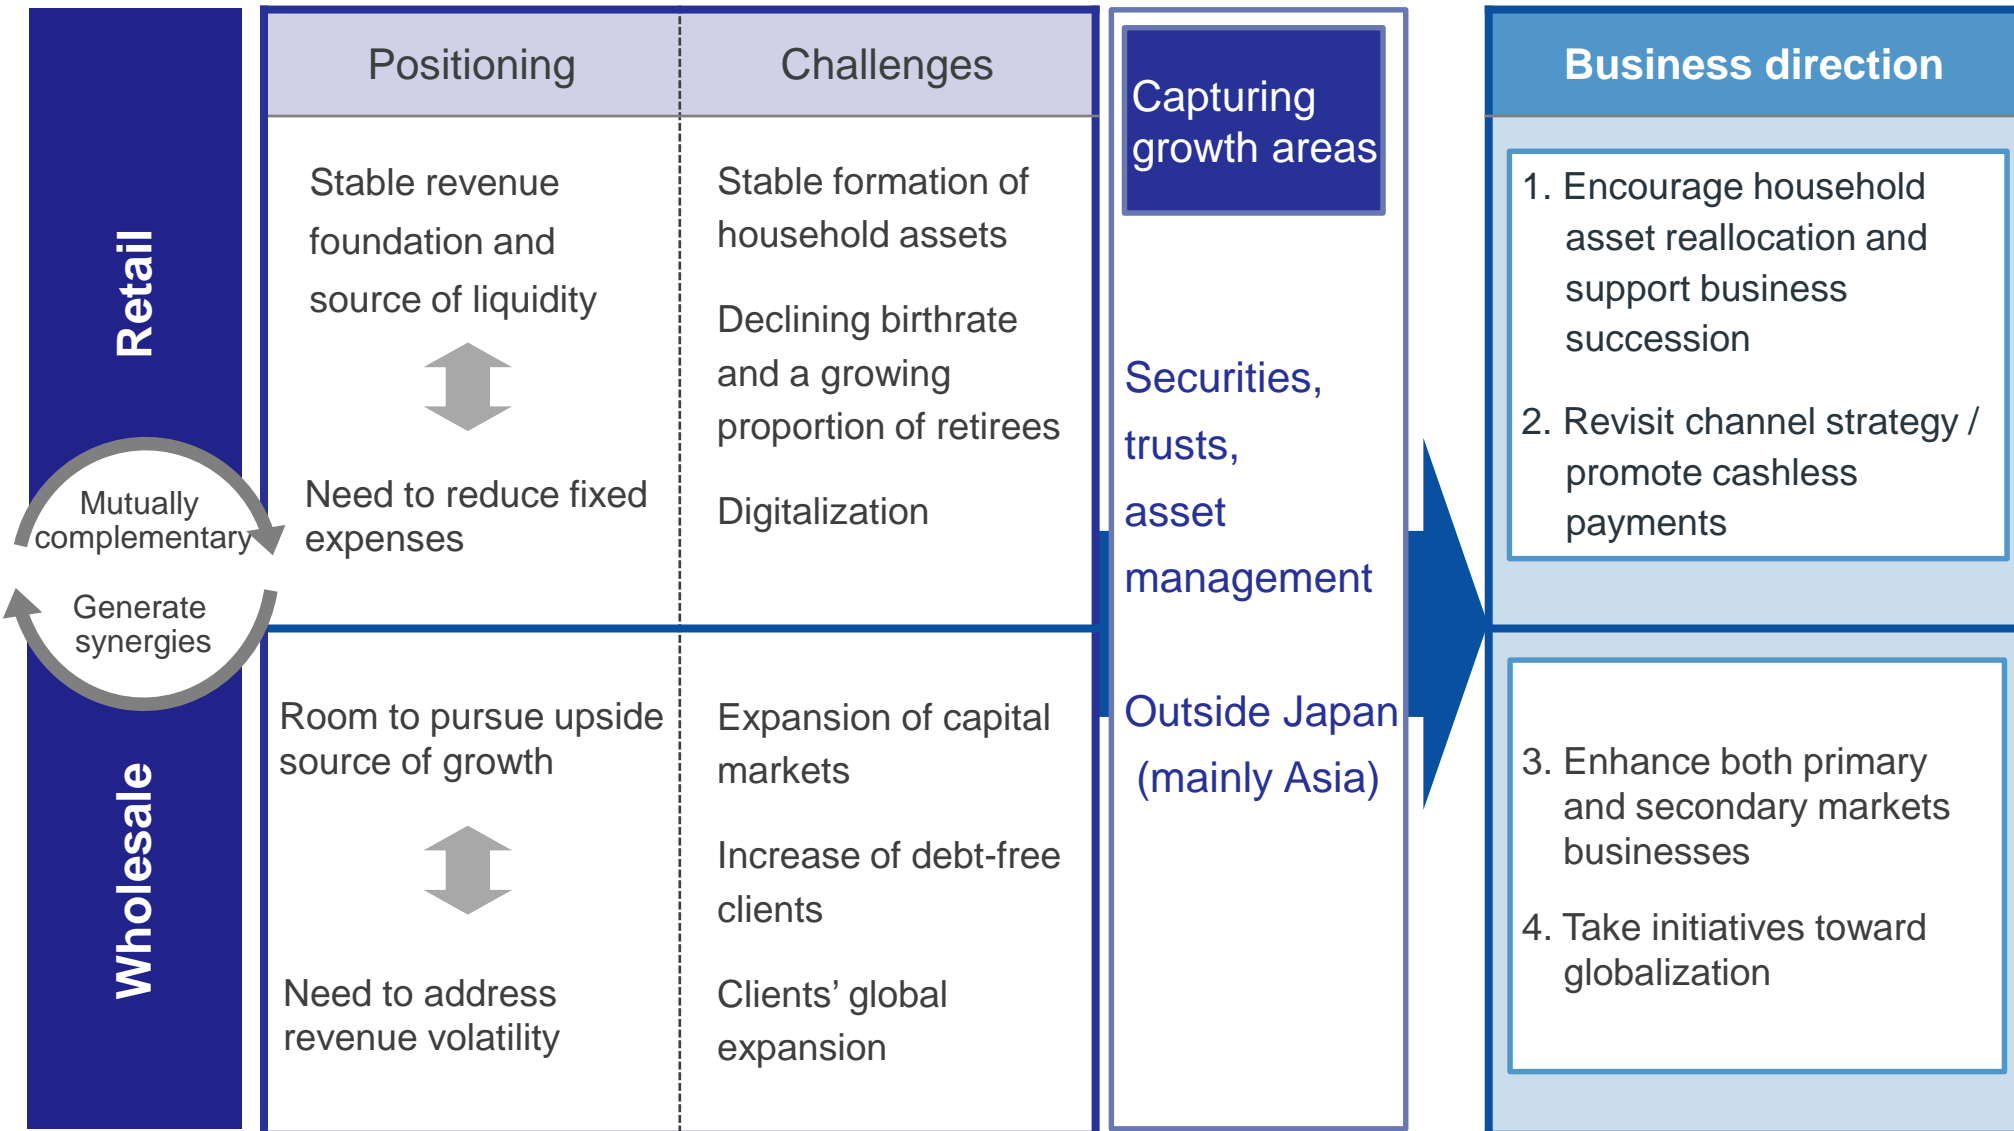 Retail
Mutually
complementary
Generate
synergies
Wholesale
Positioning
Stable revenue
foundation and
source of liquidity
Need to reduce fixed
expenses
Room to pursue upside
source of growth
Need to address
revenue volatility
Challenges
Stable formation of
household assets
Declining birthrate
and a growing
proportion of retirees
Digitalization
Expansion of capital
markets
Increase of debt-free
clients
Clients’ global
expansion
Capturing
growth areas
Securities,
trusts,
asset
management
Outside Japan
(mainly Asia)
Business direction
1. Encourage household
asset reallocation and
support business
succession
2. Revisit channel strategy /
promote cashless
payments
3. Enhance both primary
and secondary markets
businesses
4. Take initiatives toward
globalization